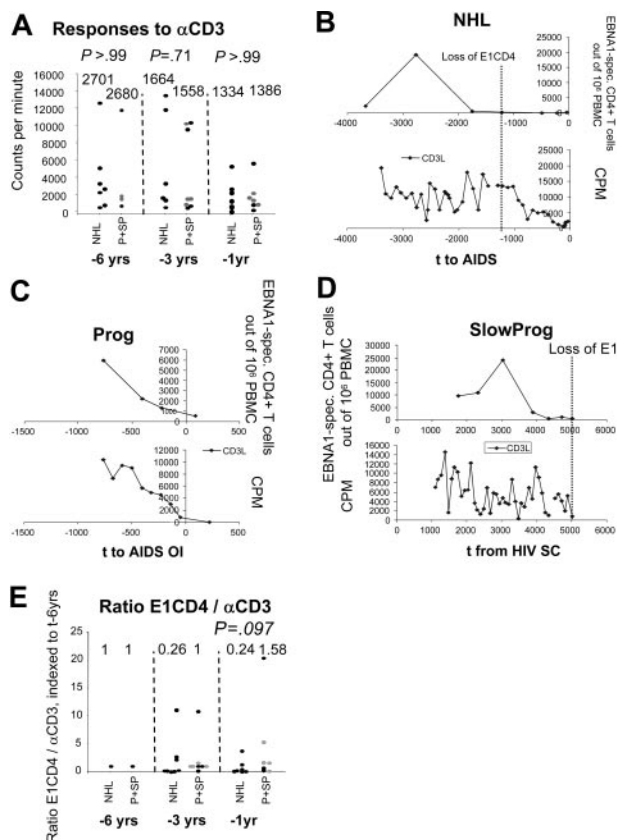 A
Responses to αCD3
P >.99
P=.71
P >.99
2701
2680
1664
1558
1334
1386
Counts per minute
16000
14000
12000
10000
8000
6000
4000
2000
0
NHL
P+SP
NHL
P+SP
NHL
P+SP
-6 yrs
-3 yrs
-1yr
B
NHL
Loss of E1CD4
25000
20000
15000
10000
5000
0
-4000
-3000
-2000
-1000
0
EBNA1-spec. CD4+ T cells
out of 10⁶ PBMC
CD3L
25000
20000
15000
10000
5000
0
CPM
-4000
-3000
-2000
-1000
0
t to AIDS
C
Prog
7000
6000
5000
4000
3000
2000
1000
0
-1500
-1000
-500
0
500
EBNA1-spec. CD4+ T cells
out of 10⁶ PBMC
CD3L
12000
10000
8000
6000
4000
2000
0
CPM
-1500
-1000
-500
0
500
t to AIDS OI
D
SlowProg
Loss of E1
EBNA1-spec. CD4+ T cells
out of 10⁶ PBMC
30000
25000
20000
15000
10000
5000
0
0
1000
2000
3000
4000
5000
6000
CD3L
CPM
16000
14000
12000
10000
8000
6000
4000
2000
0
0
1000
2000
3000
4000
5000
6000
t from HIV SC
E
Ratio E1CD4 / αCD3
P=.097
1
1
0.26
1
0.24
1.58
Ratio E1CD4 / αCD3, indexed to t-6yrs
25
20
15
10
5
0
NHL
P+SP
NHL
P+SP
NHL
P+SP
-6 yrs
-3 yrs
-1yr